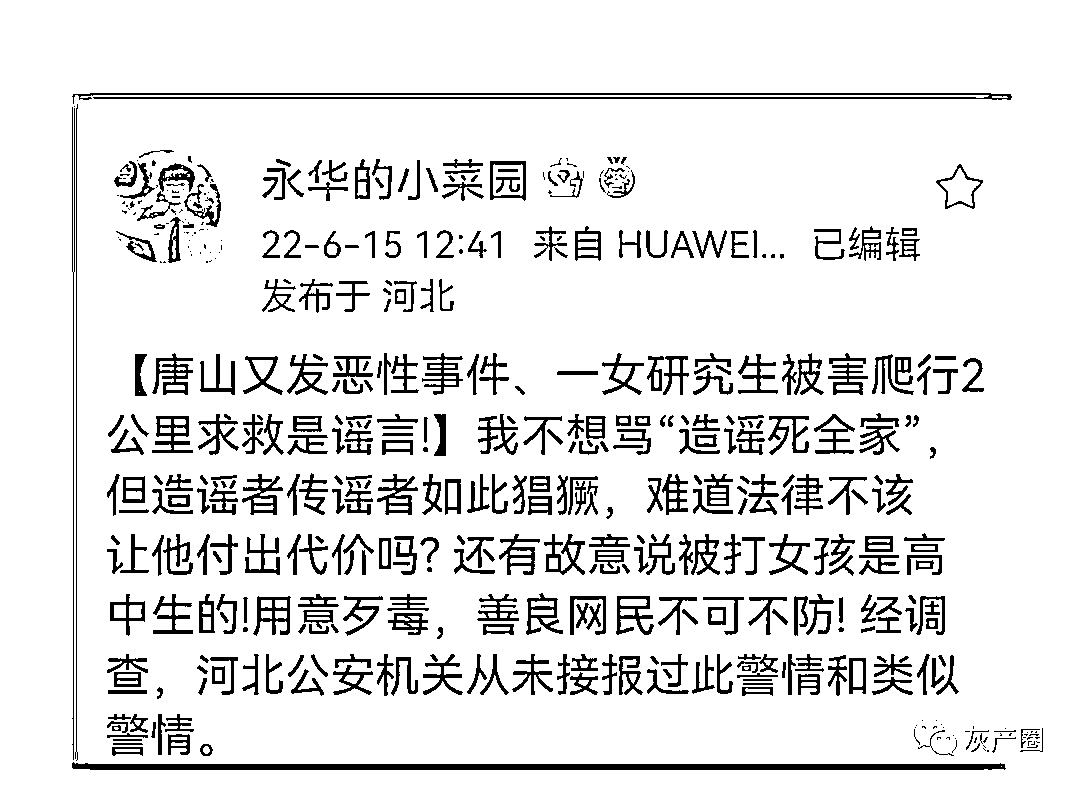 永华的小菜园
22-6-15 12:41 来自 HUAWEI... 已编辑
发布于 河北
【唐山又发恶性事件、一女研究生被害爬行2
公里求救是谣言!】我不想骂“造谣死全家”,
但造谣者传谣者如此猖獗，难道法律不该
让他付出代价吗? 还有故意说被打女孩是高
中生的!用意歹毒，善良网民不可不防! 经调
查，河北公安机关从未接报过此警情和类似
警情。
灰产圈